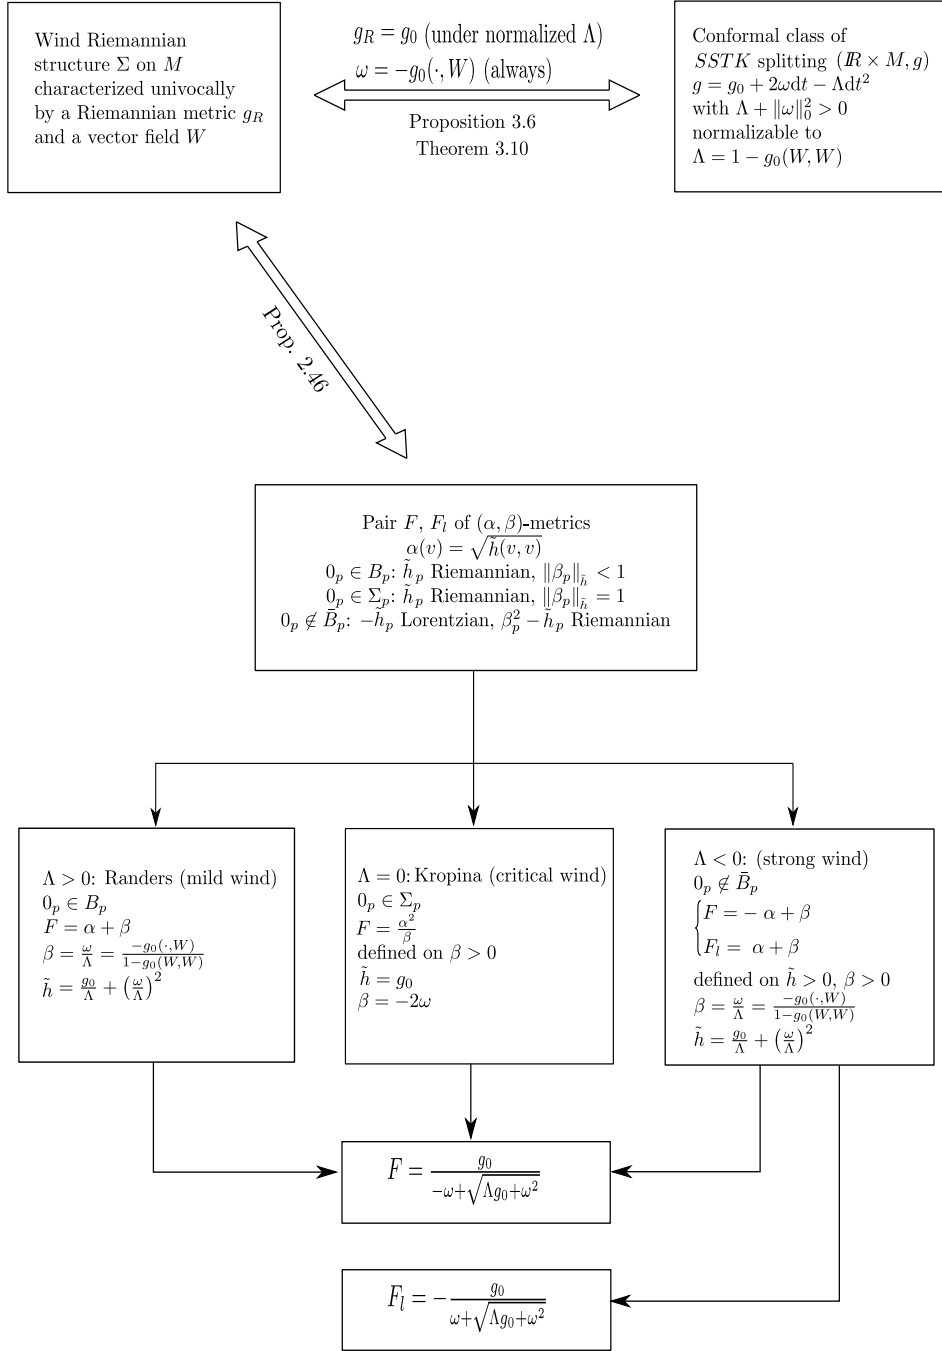 Wind Riemannian
structure Σ on M
characterized univocally
by a Riemannian metric g_R
and a vector field W
g_R = g_0 (under normalized Λ)
ω = −g_0(·, W) (always)
Proposition 3.6
Theorem 3.10
Conformal class of
SSTK splitting (ℝ × M, g)
g = g_0 + 2ωdt − Λdt^2
with Λ + ‖ω‖_0^2 > 0
normalizable to
Λ = 1 − g_0(W, W)
Prop. 2.46
Pair F, F_l of (α, β)-metrics
α(v) = √(h̃(v, v))
0_p ∈ B_p: h̃_p Riemannian, ‖β_p‖_h̃ < 1
0_p ∈ Σ_p: h̃_p Riemannian, ‖β_p‖_h̃ = 1
0_p ∉ B̄_p: −h̃_p Lorentzian, β_p^2 − h̃_p Riemannian
Λ > 0: Randers (mild wind)
0_p ∈ B_p
F = α + β
β = ω/Λ = −g_0(·,W)/(1−g_0(W,W))
h̃ = g_0/Λ + (ω/Λ)^2
Λ = 0: Kropina (critical wind)
0_p ∈ Σ_p
F = α^2/β
defined on β > 0
h̃ = g_0
β = −2ω
Λ < 0: (strong wind)
0_p ∉ B̄_p
{ F = − α + β
F_l = α + β
defined on h̃ > 0, β > 0
β = ω/Λ = −g_0(·,W)/(1−g_0(W,W))
h̃ = g_0/Λ + (ω/Λ)^2
F = g_0/(−ω+√(Λg_0+ω^2))
F_l = − g_0/(ω+√(Λg_0+ω^2))